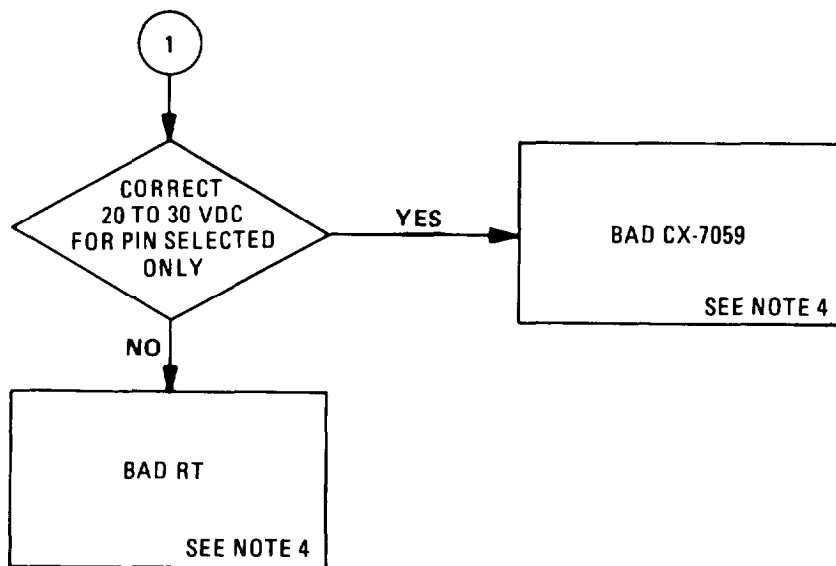 1
CORRECT
20 TO 30 VDC
FOR PIN SELECTED
ONLY
YES
BAD CX-7059
SEE NOTE 4
NO
BAD RT
SEE NOTE 4